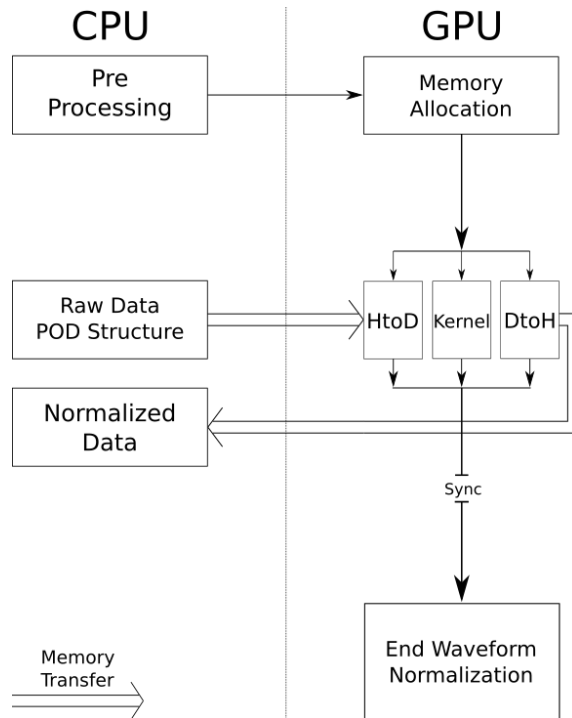 CPU
GPU
Pre
Processing
Memory
Allocation
Raw Data
POD Structure
HtoD
Kernel
DtoH
Normalized
Data
Sync
End Waveform
Normalization
Memory
Transfer